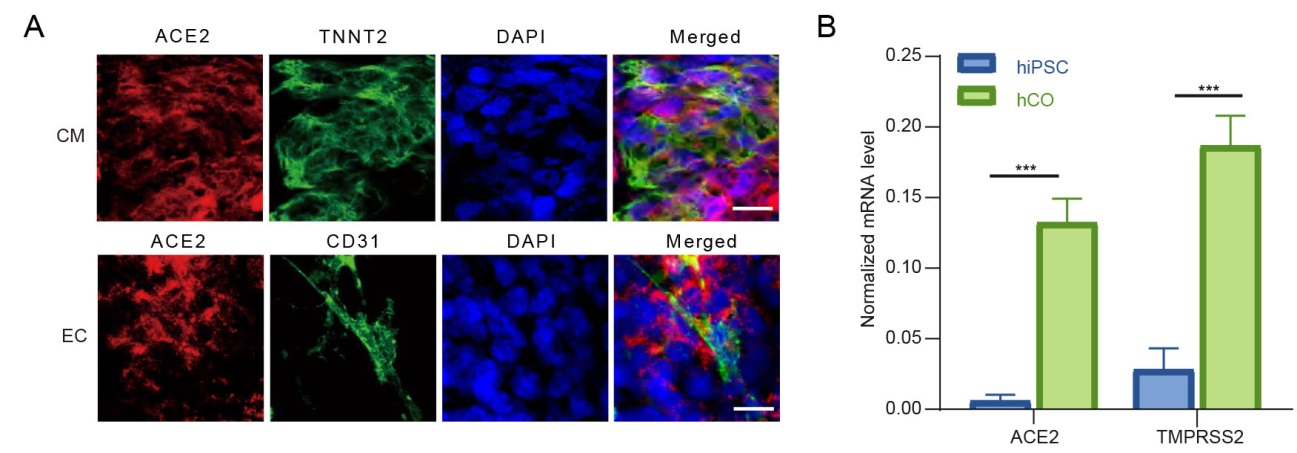 A
ACE2 TNNT2 DAPI Merged
CM
ACE2 CD31 DAPI Merged
EC
B
Normalized mRNA level
0.25
0.20
0.15
0.10
0.05
0.00
hiPSC
hCO
***
***
ACE2 TMPRSS2